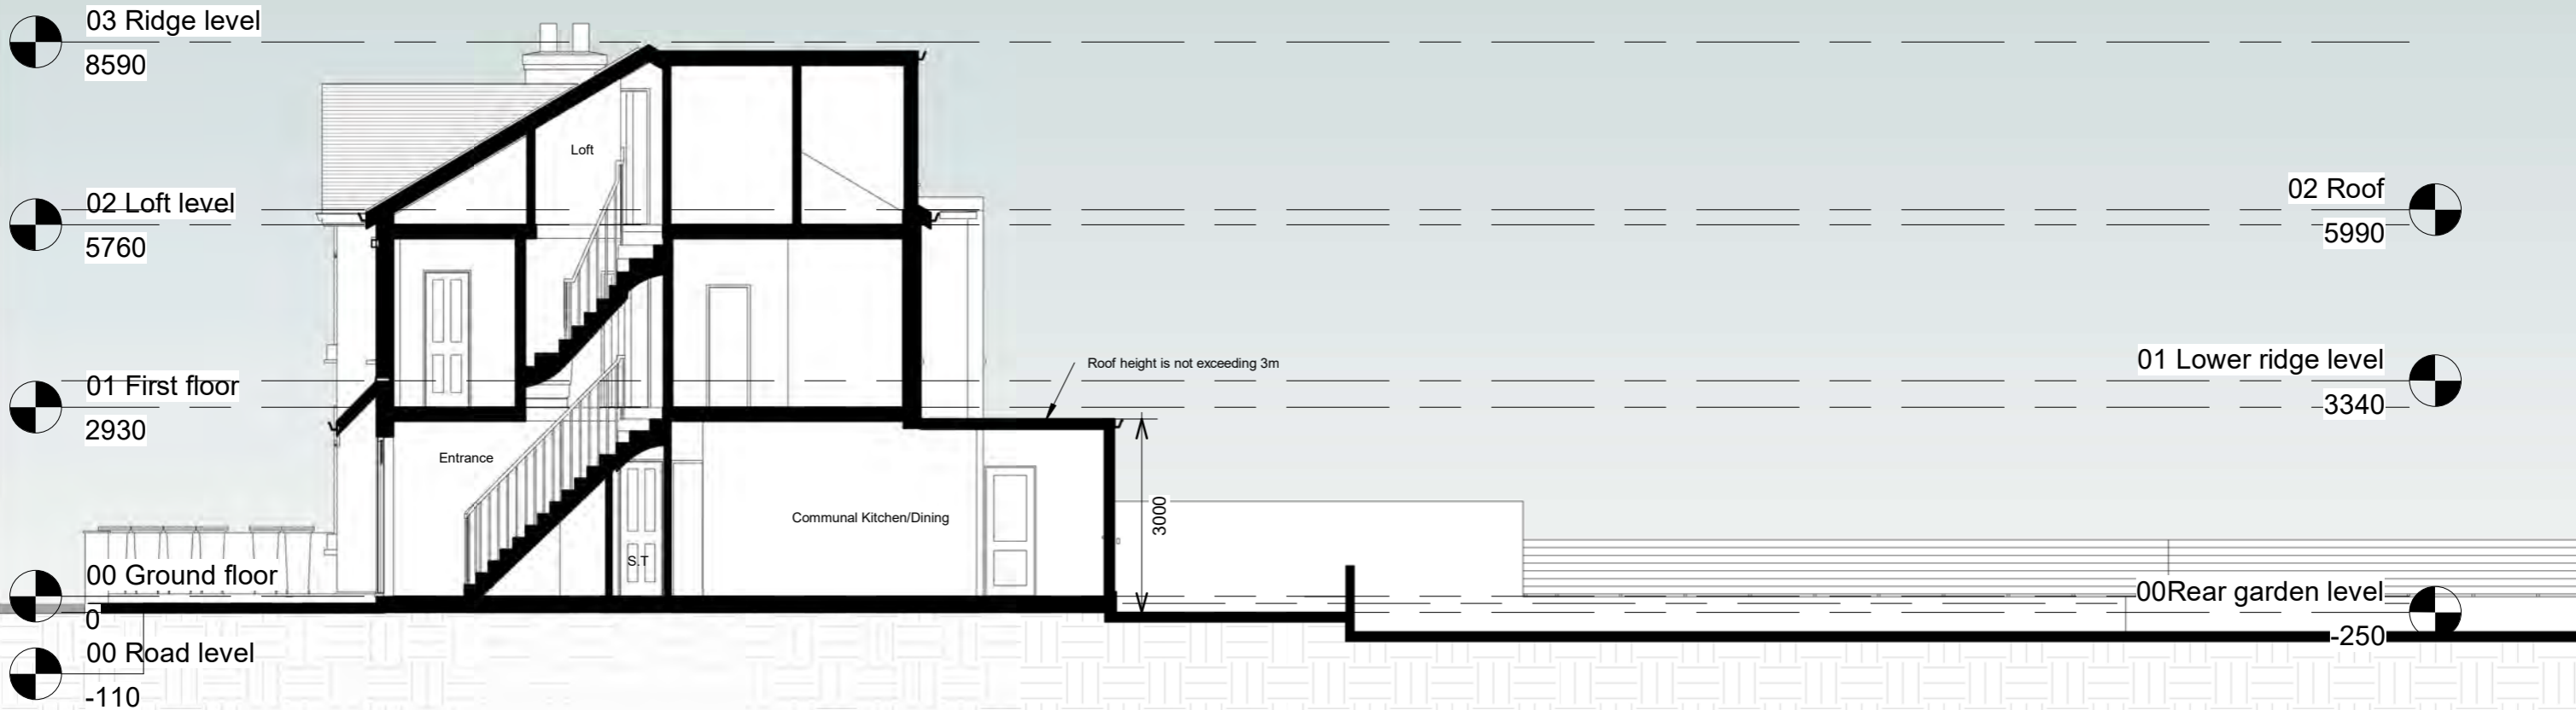 03 Ridge level
8590
Loft
02 Loft level
5760
02 Roof
5990
Roof height is not exceeding 3m
01 Lower ridge level
3340
01 First floor
2930
Entrance
Communal Kitchen/Dining
3000
S.T
00 Ground floor
0
00Rear garden level
-250
00 Road level
-110